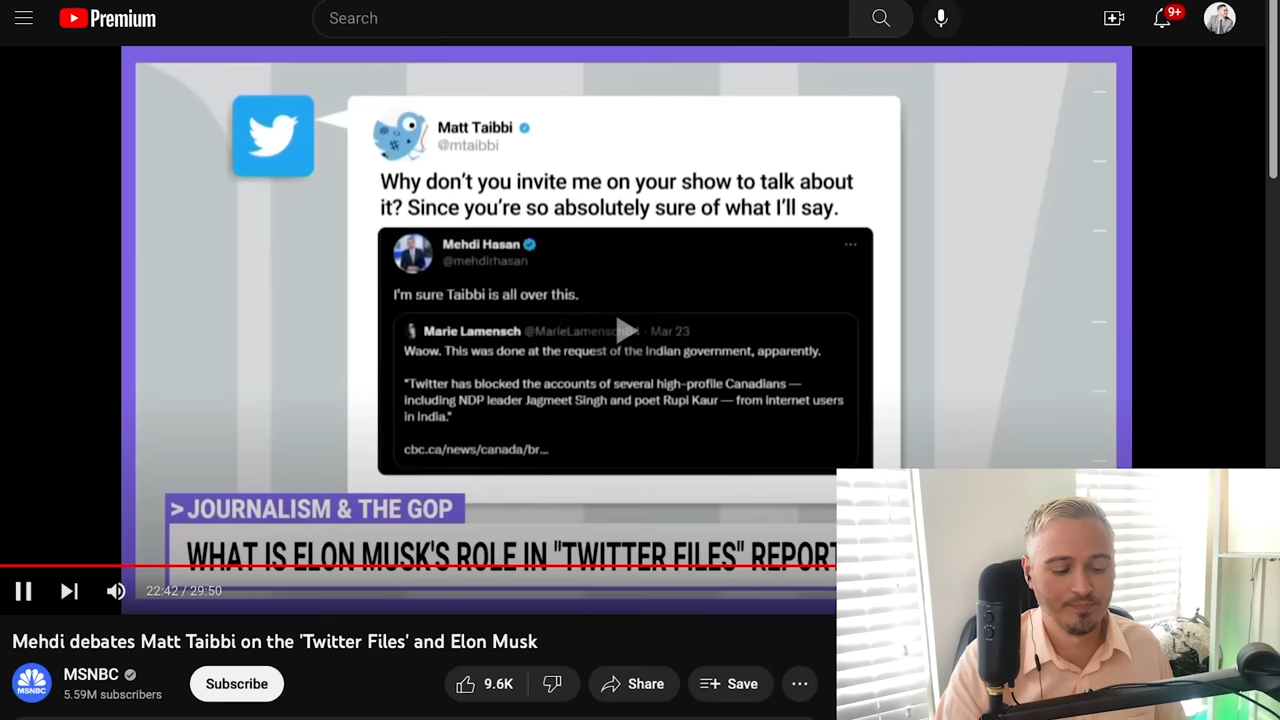 Premium
Search
9+
Matt Taibbi
@mtaibbi
Why don't you invite me on your show to talk about
it? Since you're so absolutely sure of what I'll say.
Mehdi Hasan
@mehdirhasan
I'm sure Taibbi is all over this.
Marie Lamensch @MarieLamensch · Mar 23
Waow. This was done at the request of the Indian government, apparently.
"Twitter has blocked the accounts of several high-profile Canadians —
including NDP leader Jagmeet Singh and poet Rupi Kaur — from internet users
in India."
cbc.ca/news/canada/br...
> JOURNALISM & THE GOP
WHAT IS ELON MUSK'S ROLE IN "TWITTER FILES" REPORT
22:42 / 29:50
Mehdi debates Matt Taibbi on the 'Twitter Files' and Elon Musk
MSNBC
MSNBC
5.59M subscribers
Subscribe
9.6K
Share
Save